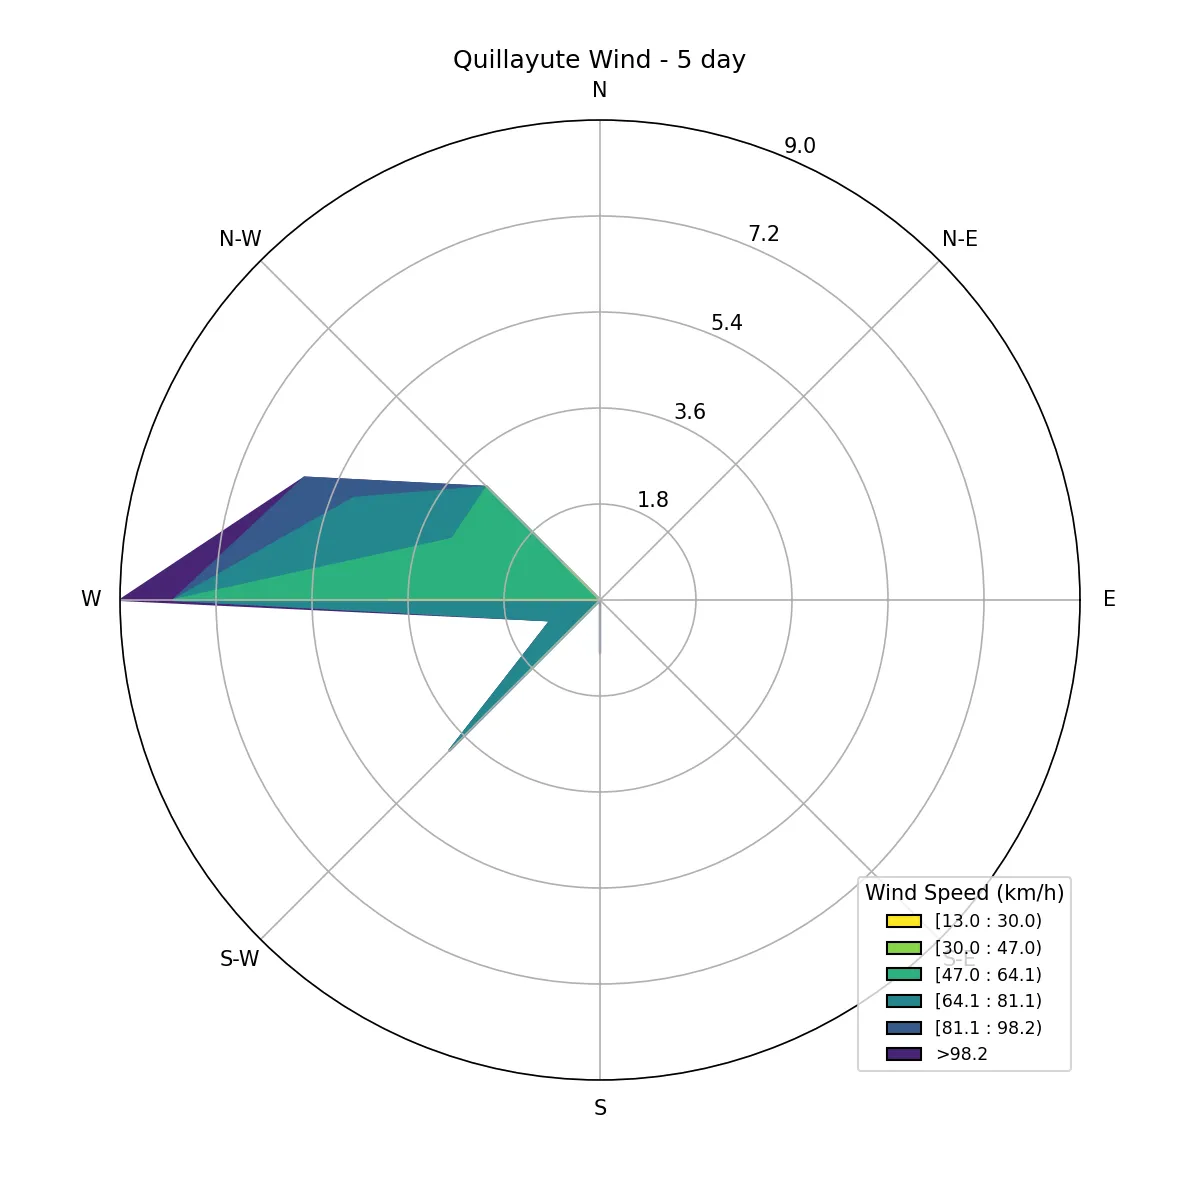 Quillayute Wind - 5 day
N
9.0
N-W
N-E
7.2
5.4
3.6
1.8
W
E
S-W
S-E
S
Wind Speed (km/h)
[13.0 : 30.0)
[30.0 : 47.0)
[47.0 : 64.1)
[64.1 : 81.1)
[81.1 : 98.2)
>98.2